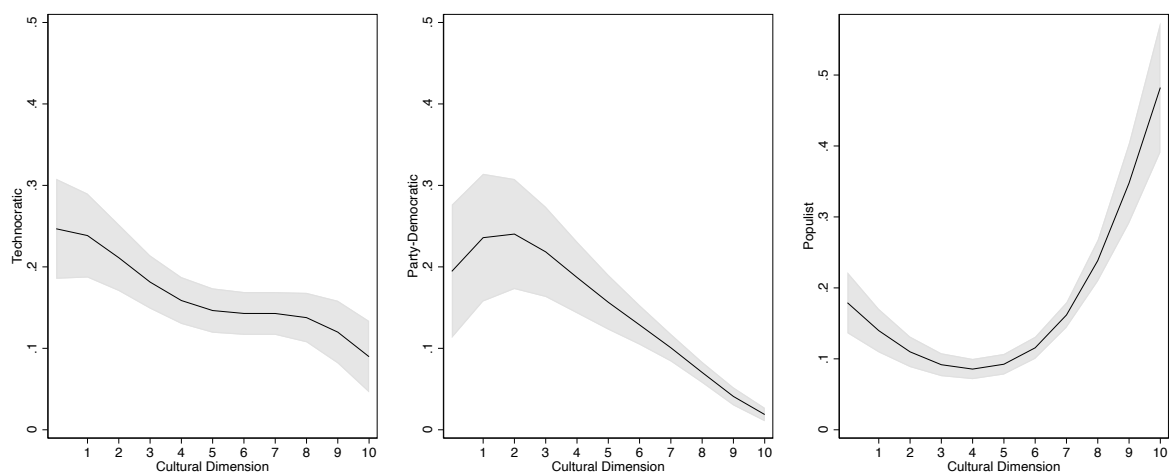 .5
.4
.3
.2
.1
0
Technocratic
1 2 3 4 5 6 7 8 9 10
Cultural Dimension
.5
.4
.3
.2
.1
0
Party-Democratic
1 2 3 4 5 6 7 8 9 10
Cultural Dimension
.5
.4
.3
.2
.1
0
Populist
1 2 3 4 5 6 7 8 9 10
Cultural Dimension